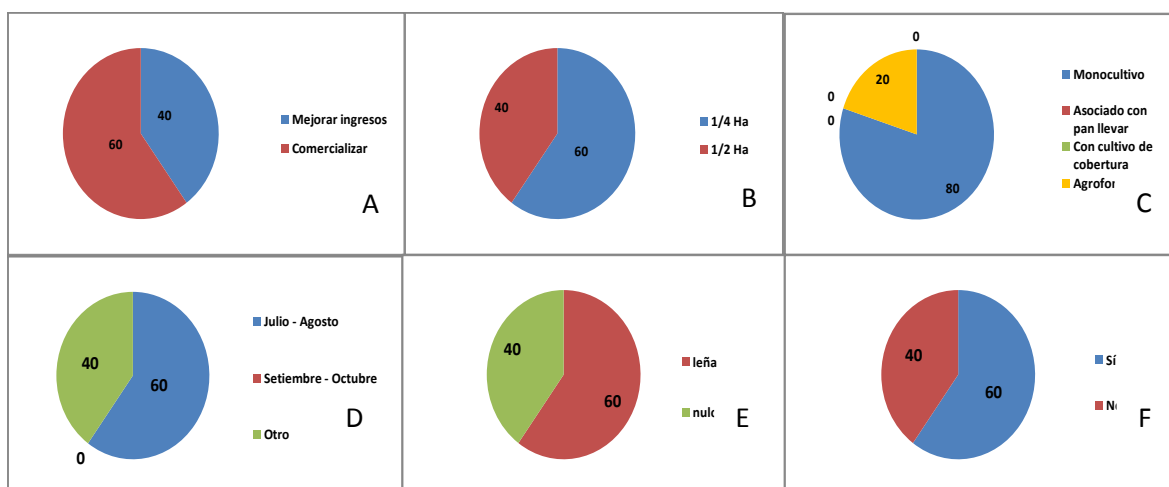 40
60
Mejorar ingresos
Comercializar
A
40
60
1/4 Ha
1/2 Ha
B
0
20
0
0
80
Monocultivo
Asociado con
pan llevar
Con cultivo de
cobertura
Agrofor
C
40
60
0
Julio - Agosto
Setiembre - Octubre
Otro
D
40
60
leña
nulo
E
40
60
Sí
No
F